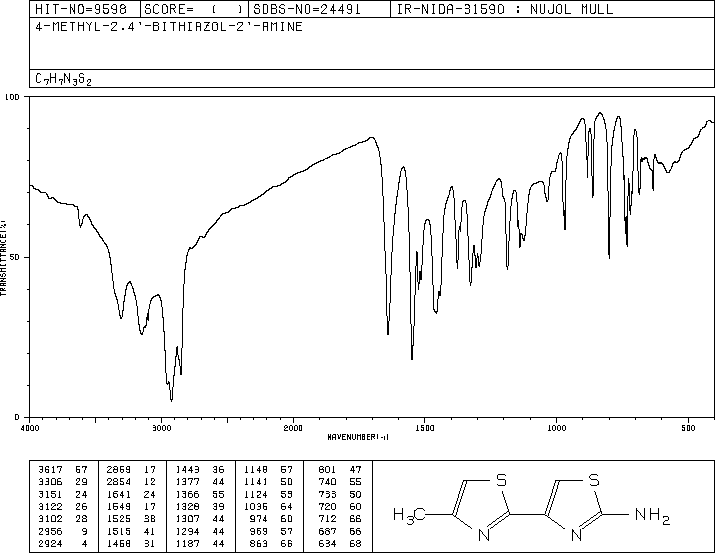 HIT-NO=9598 SCORE= ( ) SDBS-NO=24491 IR-NIDA-31590 : NUJOL MULL
4-METHYL-2.4'-BITHIAZOL-2'-AMINE
C7H7N3S2
100
50
0
TRANSMITTANCE(%)
4000 3000 2000 1500 1000 500
WAVENUMBER(-1)
3617 57 2869 17 1449 36 1148 57 801 47
3306 29 2854 12 1377 44 1141 50 740 55
3151 24 1641 24 1366 55 1124 53 733 50
3122 26 1549 17 1328 39 1036 64 720 60
3102 28 1525 38 1307 44 974 60 712 66
2956 9 1515 41 1294 44 969 57 687 66
2924 4 1458 31 1187 44 863 66 634 68
S S
H3C N N NH2